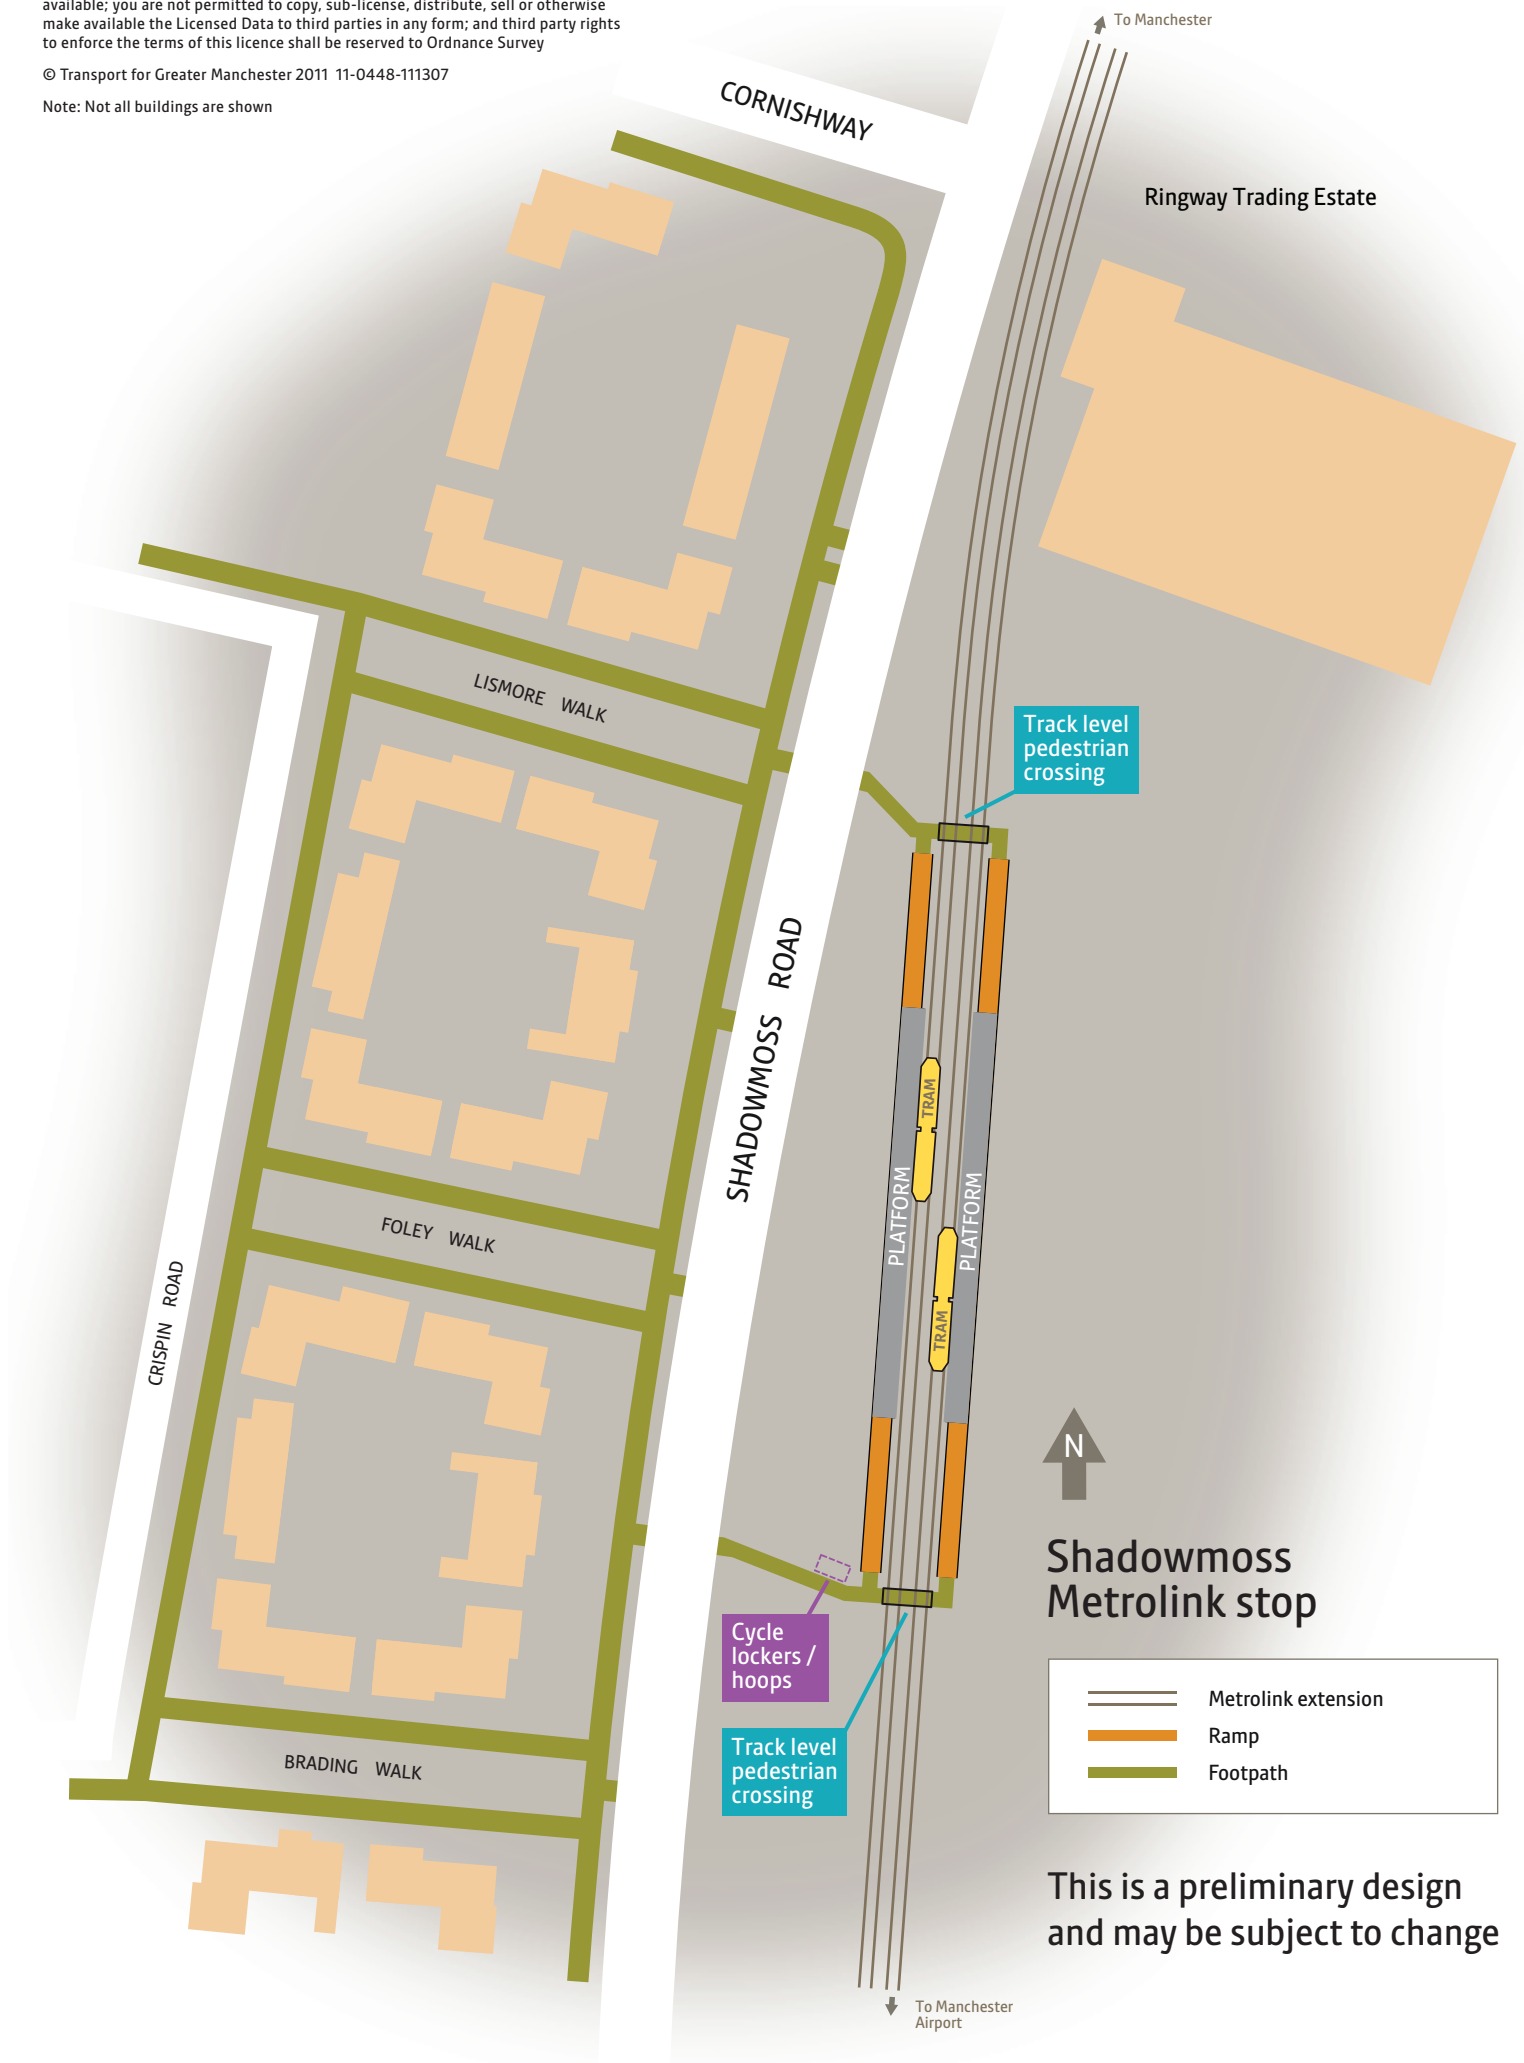 available; you are not permitted to copy, sub-license, distribute, sell or otherwise
make available the Licensed Data to third parties in any form; and third party rights
to enforce the terms of this licence shall be reserved to Ordnance Survey
© Transport for Greater Manchester 2011 11-0448-111307
Note: Not all buildings are shown
To Manchester
CORNISHWAY
Ringway Trading Estate
LISMORE WALK
Track level
pedestrian
crossing
SHADOWMOSS ROAD
TRAM
PLATFORM
PLATFORM
TRAM
FOLEY WALK
CRISPIN ROAD
N
Shadowmoss
Metrolink stop
Cycle
lockers /
hoops
Track level
pedestrian
crossing
Metrolink extension
Ramp
Footpath
BRADING WALK
This is a preliminary design
and may be subject to change
To Manchester
Airport